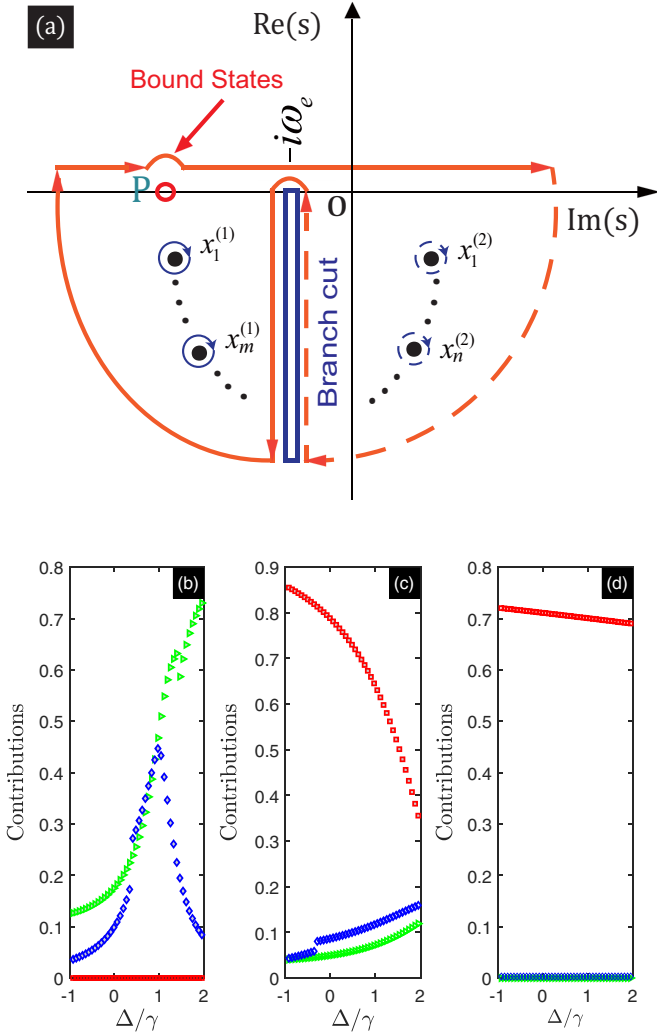 (a)
Re(s)
Bound States
−iω_e
P
O
Im(s)
x_1^{(1)}
x_1^{(2)}
x_m^{(1)}
x_n^{(2)}
Branch cut
(b)
0.8
0.7
0.6
0.5
0.4
0.3
0.2
0.1
0
-1
0
1
2
Contributions
Δ/γ
(c)
0.9
0.8
0.7
0.6
0.5
0.4
0.3
0.2
0.1
0
-1
0
1
2
Contributions
Δ/γ
(d)
0.8
0.7
0.6
0.5
0.4
0.3
0.2
0.1
0
-1
0
1
2
Contributions
Δ/γ